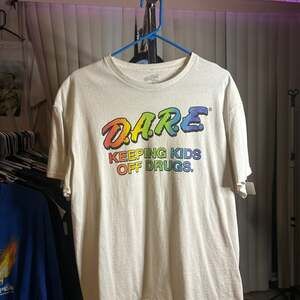 D.A.R.E®
KEEPING KIDS
OFF DRUGS.